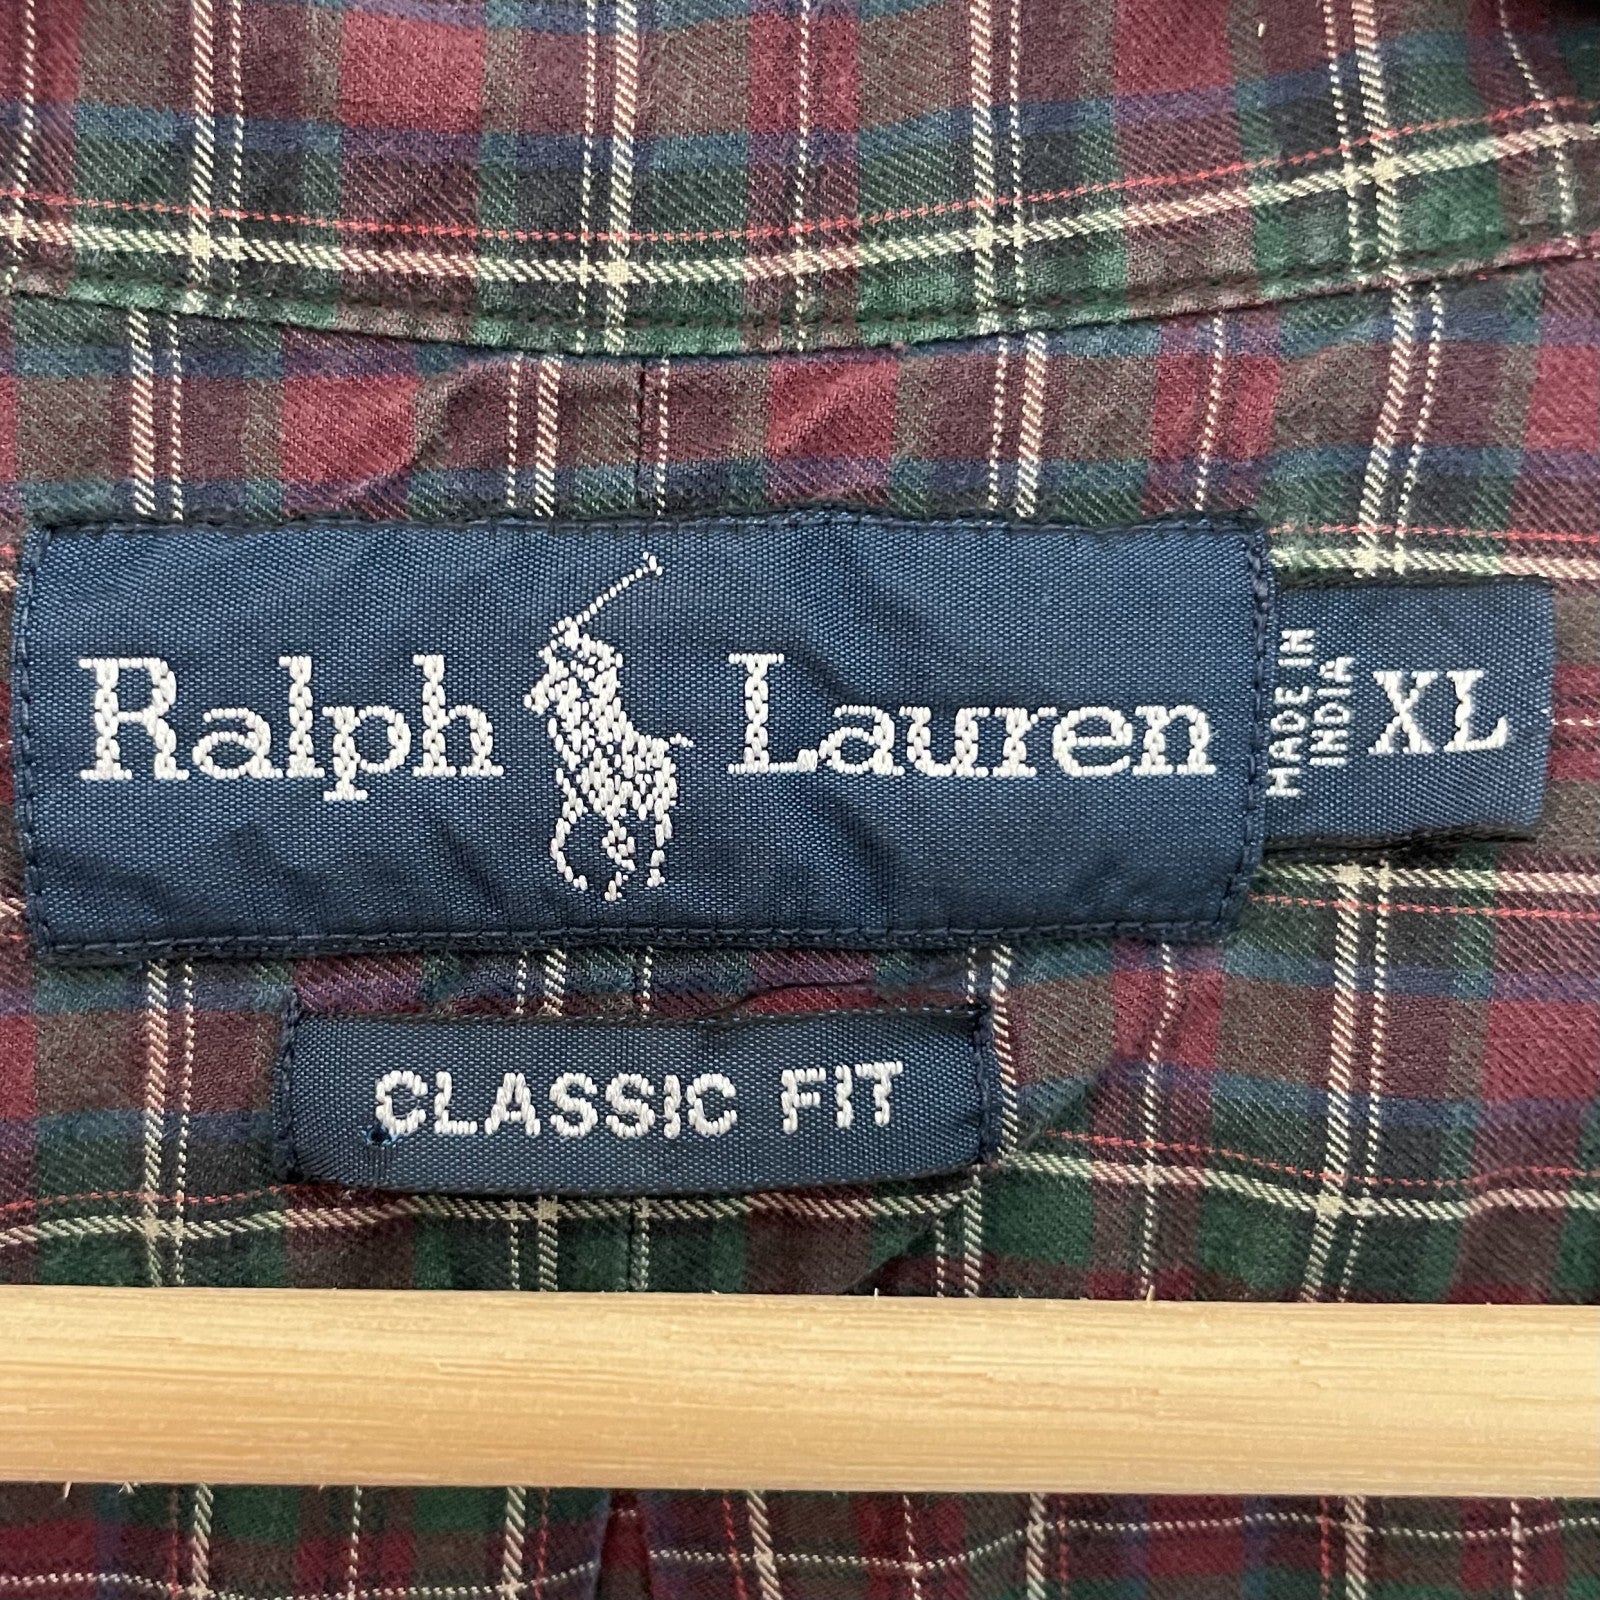 Ralph Lauren
MADE IN
INDIA
XL
CLASSIC FIT